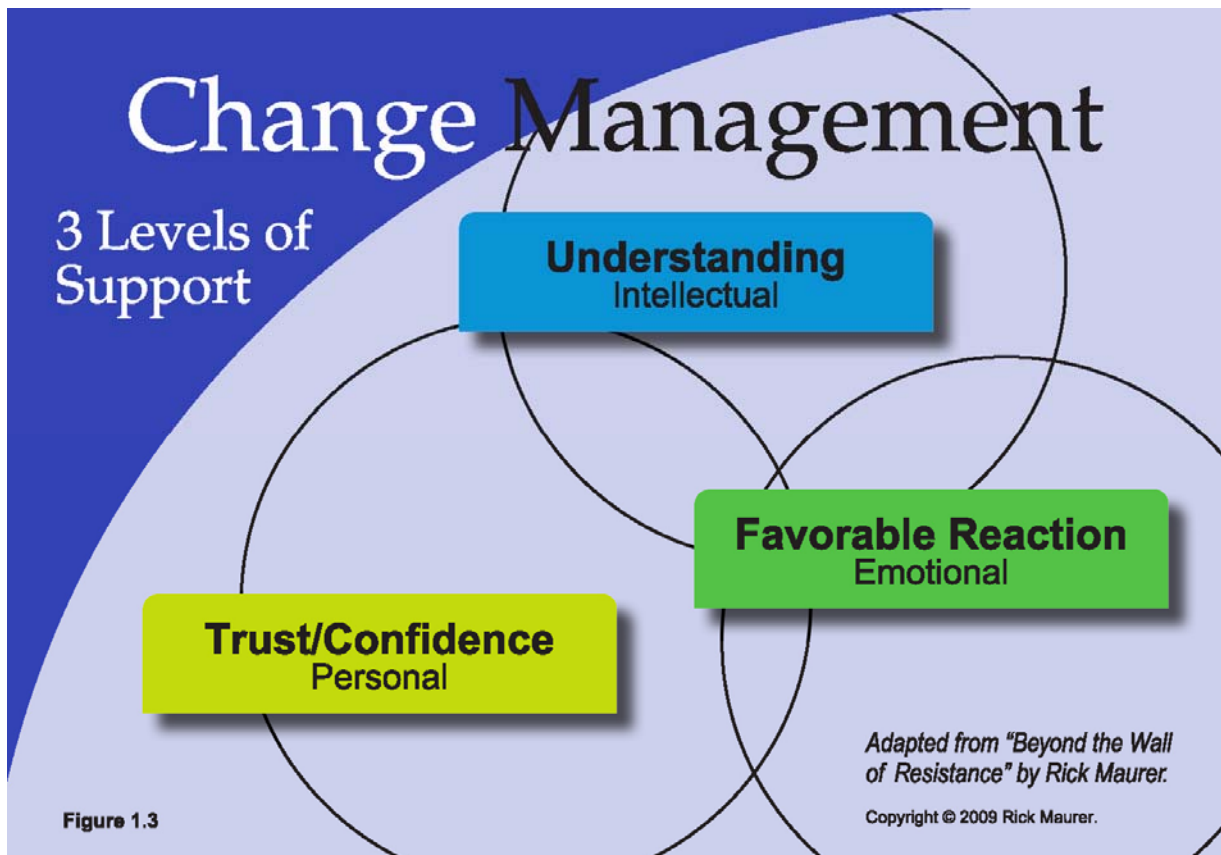 Change Management
3 Levels of
Support
Understanding
Intellectual
Favorable Reaction
Emotional
Trust/Confidence
Personal
Adapted from “Beyond the Wall
of Resistance” by Rick Maurer.
Copyright © 2009 Rick Maurer.
Figure 1.3